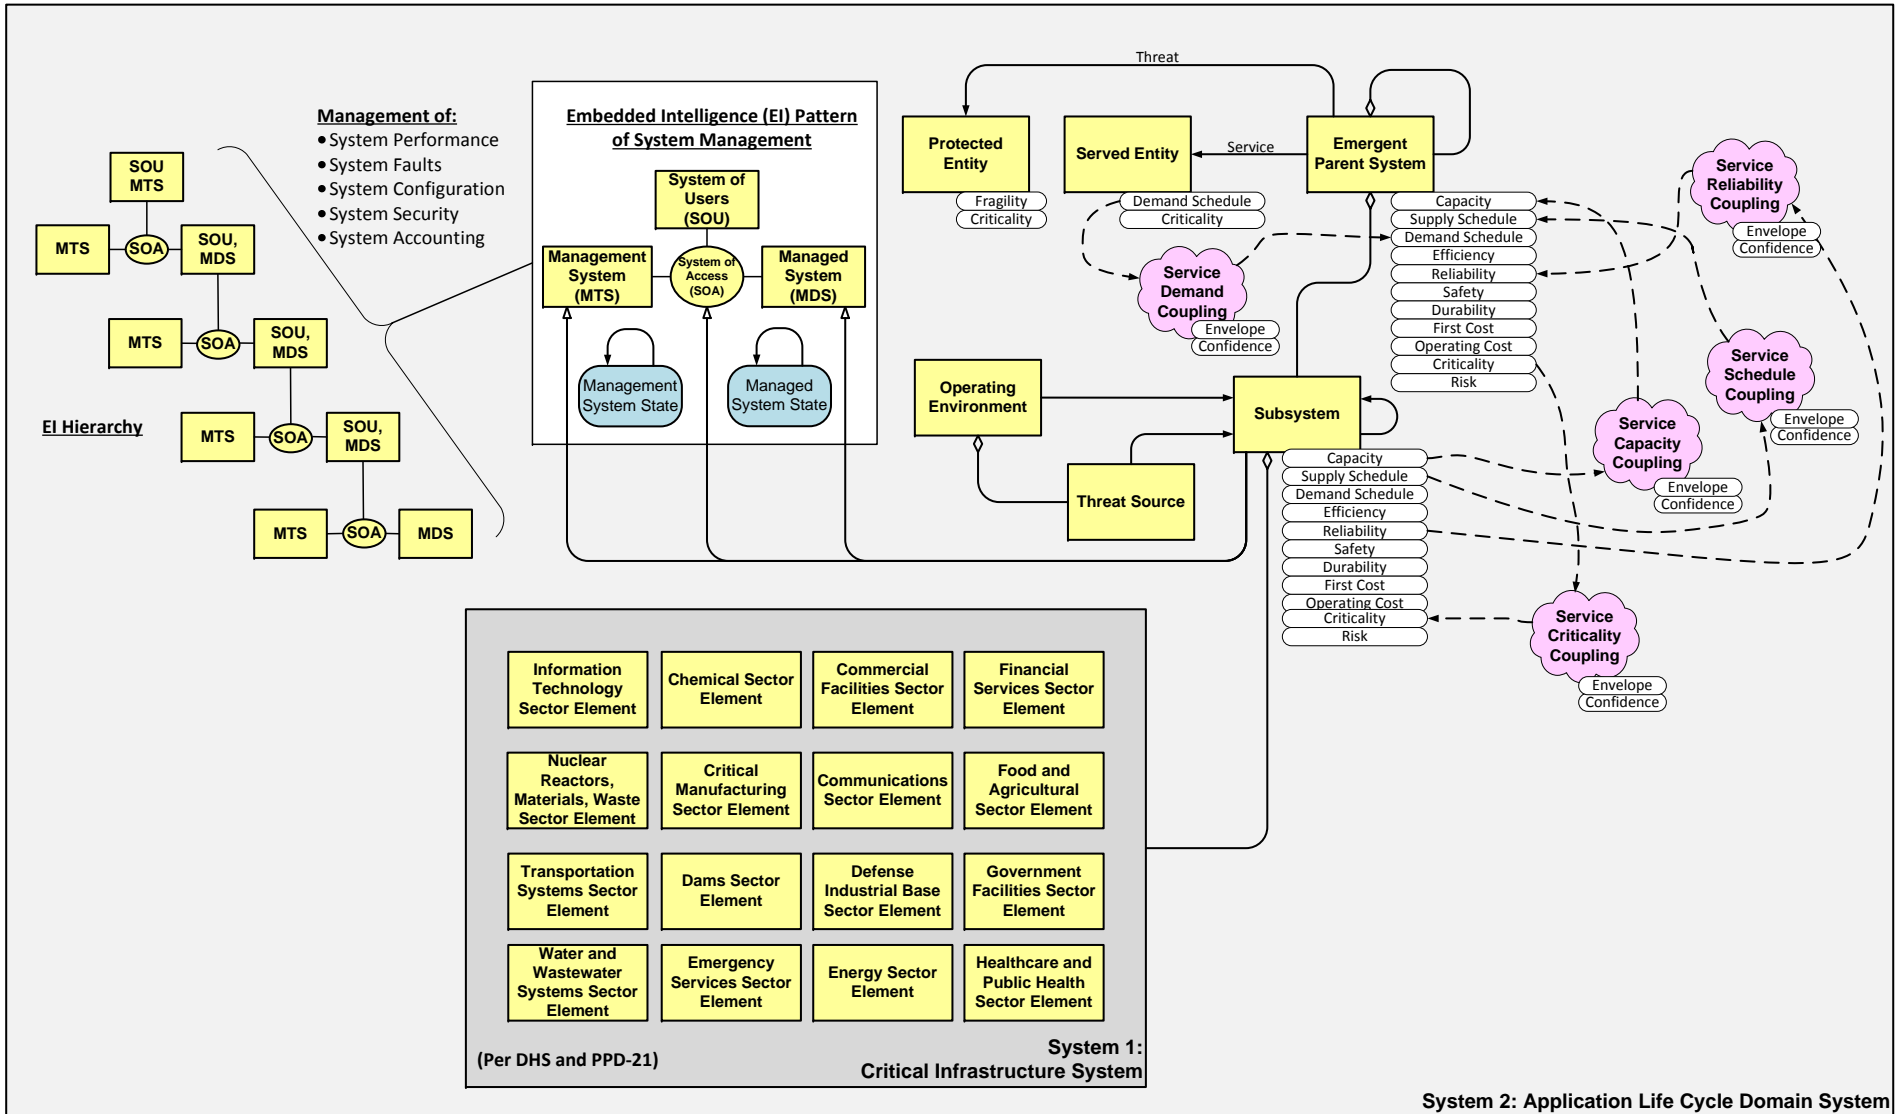 Management of:
• System Performance
• System Faults
• System Configuration
• System Security
• System Accounting
SOU
MTS
MTS
SOA
SOU,
MDS
MTS
SOA
SOU,
MDS
EI Hierarchy
MTS
SOA
SOU,
MDS
MTS
SOA
MDS
Embedded Intelligence (EI) Pattern
of System Management
System of
Users
(SOU)
Management
System
(MTS)
System of
Access
(SOA)
Managed
System
(MDS)
Management
System State
Managed
System State
Threat
Protected
Entity
Fragility
Criticality
Served Entity
Demand Schedule
Criticality
Service
Emergent
Parent System
Capacity
Supply Schedule
Demand Schedule
Efficiency
Reliability
Safety
Durability
First Cost
Operating Cost
Criticality
Risk
Service
Demand
Coupling
Envelope
Confidence
Service
Reliability
Coupling
Envelope
Confidence
Service
Schedule
Coupling
Envelope
Confidence
Service
Capacity
Coupling
Envelope
Confidence
Operating
Environment
Threat Source
Subsystem
Capacity
Supply Schedule
Demand Schedule
Efficiency
Reliability
Safety
Durability
First Cost
Operating Cost
Criticality
Risk
Service
Criticality
Coupling
Envelope
Confidence
Information
Technology
Sector Element
Chemical Sector
Element
Commercial
Facilities Sector
Element
Financial
Services Sector
Element
Nuclear
Reactors,
Materials, Waste
Sector Element
Critical
Manufacturing
Sector Element
Communications
Sector Element
Food and
Agricultural
Sector Element
Transportation
Systems Sector
Element
Dams Sector
Element
Defense
Industrial Base
Sector Element
Government
Facilities Sector
Element
Water and
Wastewater
Systems Sector
Element
Emergency
Services Sector
Element
Energy Sector
Element
Healthcare and
Public Health
Sector Element
(Per DHS and PPD-21)
System 1:
Critical Infrastructure System
System 2: Application Life Cycle Domain System